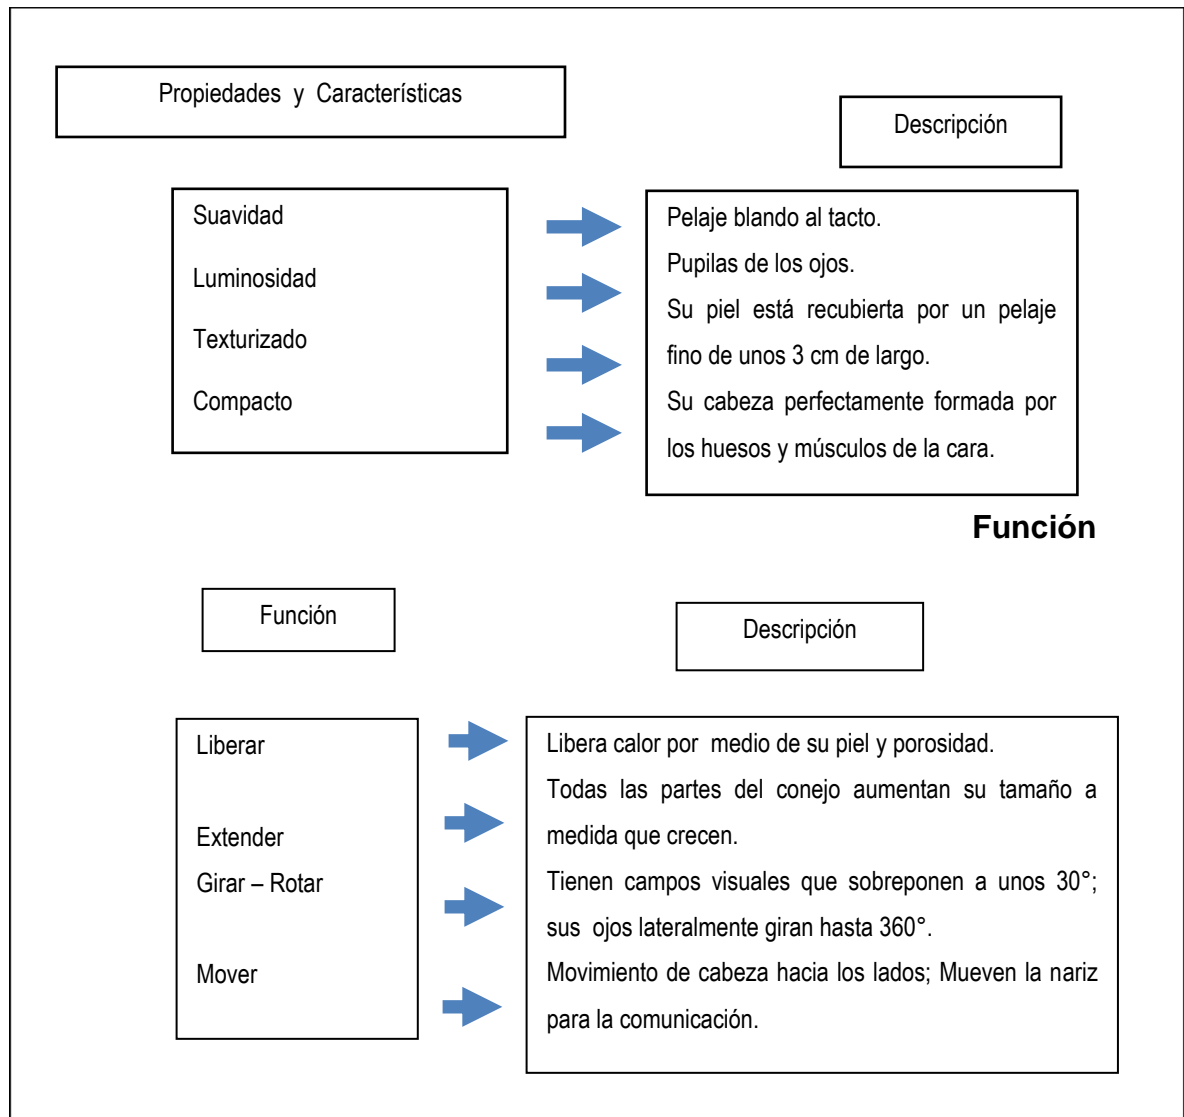 Propiedades y Características
Descripción
Suavidad
Luminosidad
Texturizado
Compacto
Pelaje blando al tacto.
Pupilas de los ojos.
Su piel está recubierta por un pelaje
fino de unos 3 cm de largo.
Su cabeza perfectamente formada por
los huesos y músculos de la cara.
Función
Función
Descripción
Liberar
Extender
Girar – Rotar
Mover
Libera calor por medio de su piel y porosidad.
Todas las partes del conejo aumentan su tamaño a
medida que crecen.
Tienen campos visuales que sobreponen a unos 30°;
sus ojos lateralmente giran hasta 360°.
Movimiento de cabeza hacia los lados; Mueven la nariz
para la comunicación.